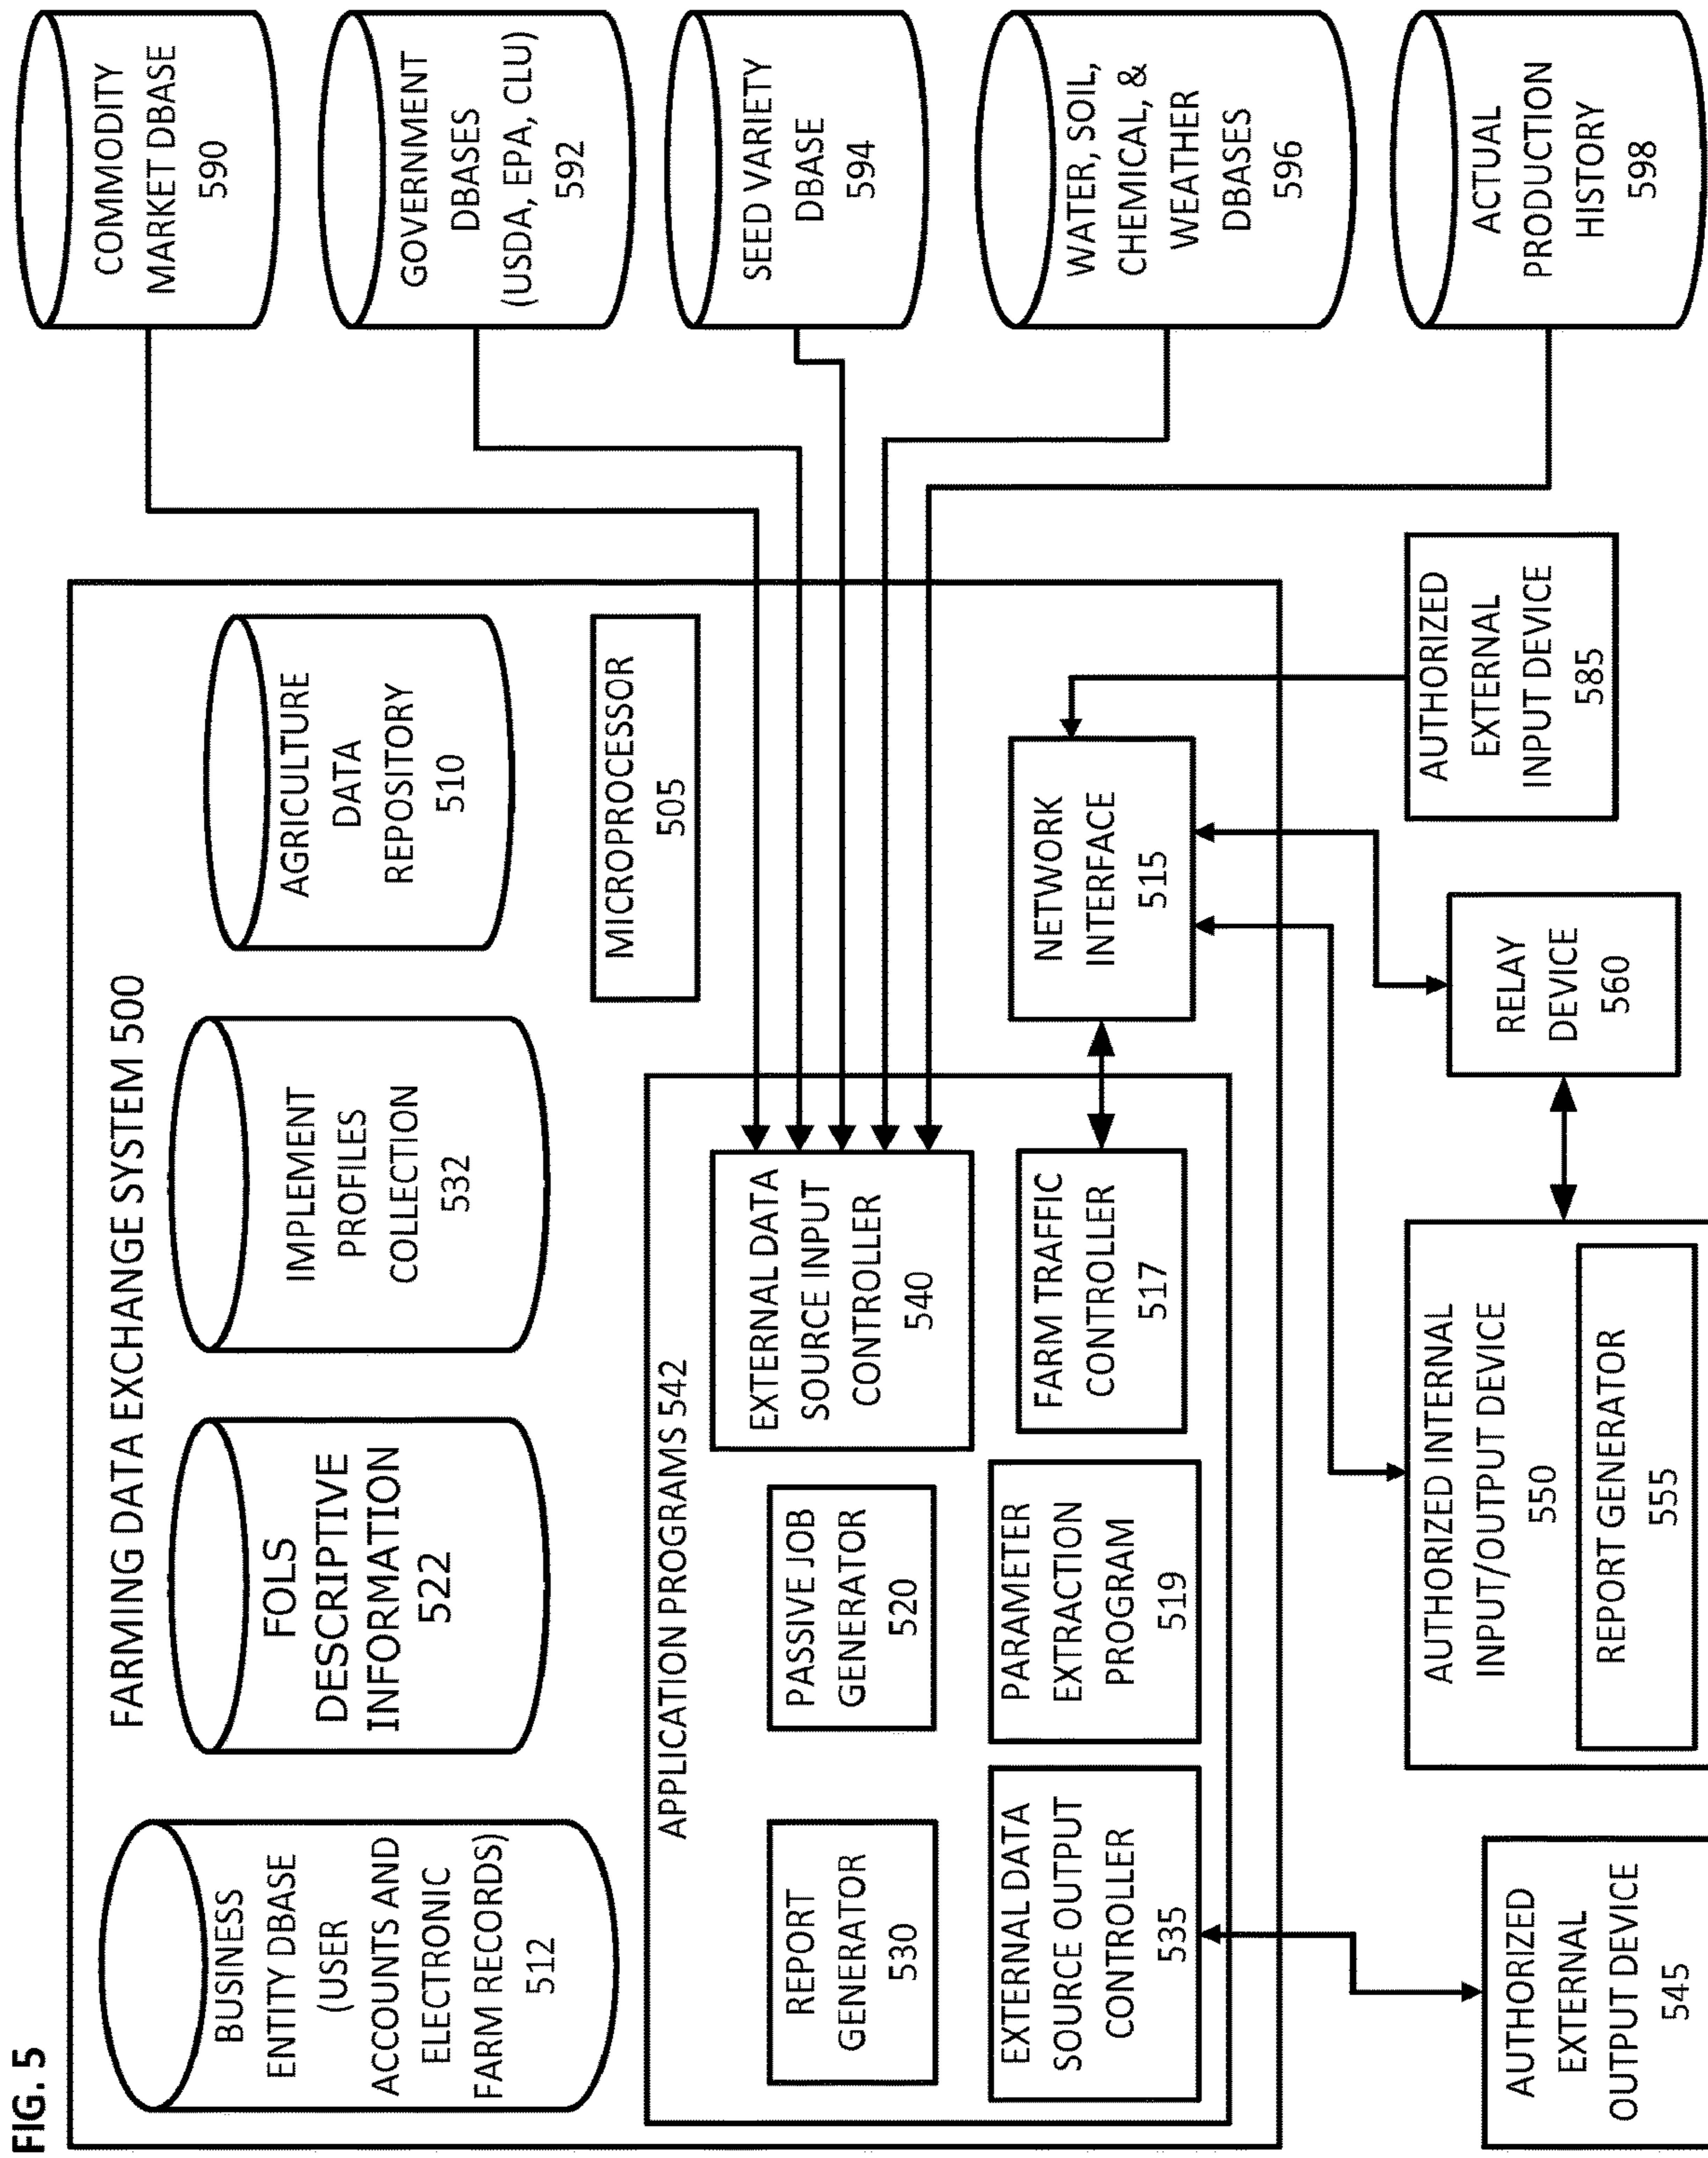 FIG. 5
FARMING DATA EXCHANGE SYSTEM 500
BUSINESS
ENTITY DBASE
(USER
ACCOUNTS AND
ELECTRONIC
FARM RECORDS)
512
FOLS
DESCRIPTIVE
INFORMATION
522
IMPLEMENT
PROFILES
COLLECTION
532
AGRICULTURE
DATA
REPOSITORY
510
MICROPROCESSOR
505
APPLICATION PROGRAMS 542
REPORT
GENERATOR
530
PASSIVE JOB
GENERATOR
520
EXTERNAL DATA
SOURCE INPUT
CONTROLLER
540
EXTERNAL DATA
SOURCE OUTPUT
CONTROLLER
535
PARAMETER
EXTRACTION
PROGRAM
519
FARM TRAFFIC
CONTROLLER
517
NETWORK
INTERFACE
515
AUTHORIZED
EXTERNAL
OUTPUT DEVICE
545
AUTHORIZED INTERNAL
INPUT/OUTPUT DEVICE
550
REPORT GENERATOR
555
RELAY
DEVICE
560
AUTHORIZED
EXTERNAL
INPUT DEVICE
585
COMMODITY
MARKET DBASE
590
GOVERNMENT
DBASES
(USDA, EPA, CLU)
592
SEED VARIETY
DBASE
594
WATER, SOIL,
CHEMICAL, &
WEATHER
DBASES
596
ACTUAL
PRODUCTION
HISTORY
598